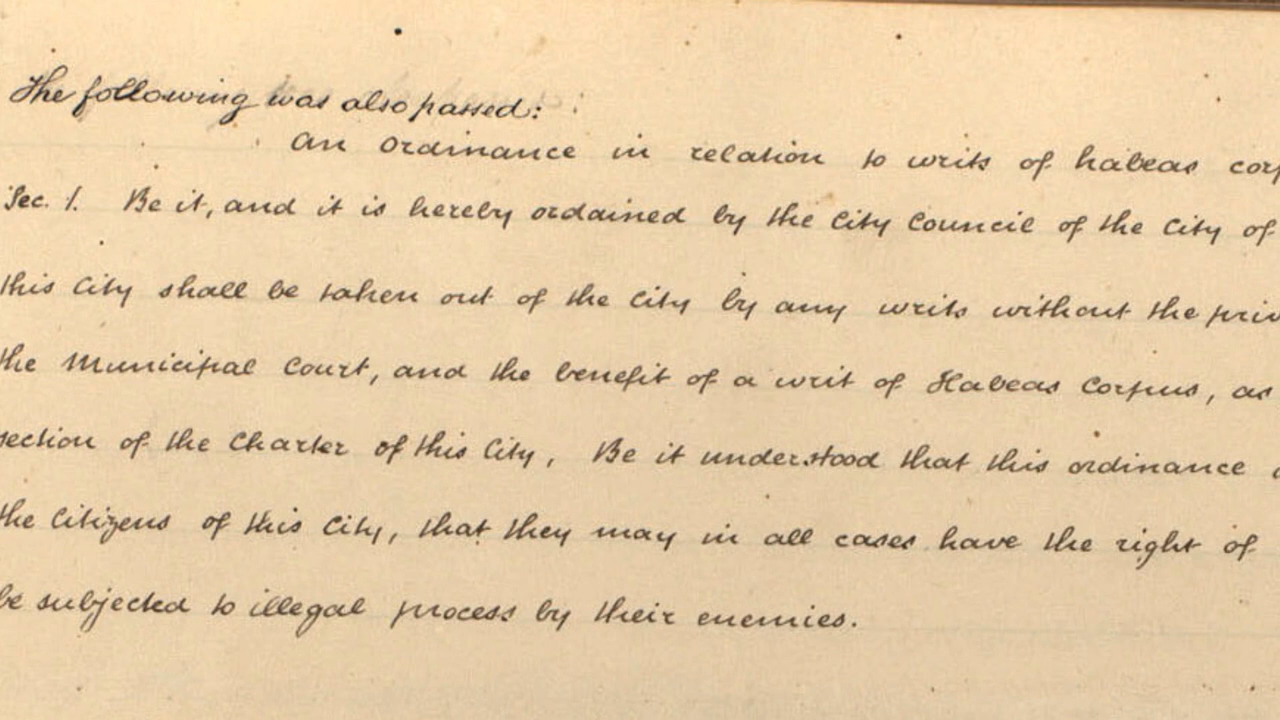 The following was also passed:
An ordinance in relation to writs of habeas corp
Sec. 1. Be it, and it is hereby ordained by the City Council of the City of
this City shall be taken out of the City by any writs without the priv
the Municipal Court, and the benefit of a writ of Habeas Corpus, as
section of the Charter of this City, Be it understood that this ordinance
the Citizens of this City, that they may in all cases have the right of
be subjected to illegal process by their enemies.